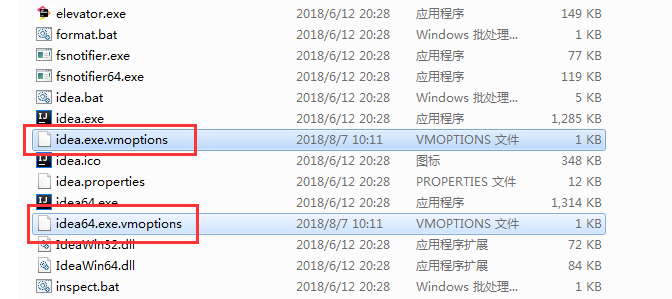 elevator.exe 2018/6/12 20:28 应用程序 149 KB
format.bat 2018/6/12 20:28 Windows 批处理... 1 KB
fsnotifier.exe 2018/6/12 20:28 应用程序 77 KB
fsnotifier64.exe 2018/6/12 20:28 应用程序 119 KB
idea.bat 2018/6/12 20:28 Windows 批处理... 5 KB
idea.exe 2018/6/12 20:28 应用程序 1,285 KB
idea.exe.vmoptions 2018/8/7 10:11 VMOPTIONS 文件 1 KB
idea.ico 2018/6/12 20:28 图标 348 KB
idea.properties 2018/6/12 20:28 PROPERTIES 文件 12 KB
idea64.exe 2018/6/12 20:28 应用程序 1,314 KB
idea64.exe.vmoptions 2018/8/7 10:11 VMOPTIONS 文件 1 KB
IdeaWin32.dll 2018/6/12 20:28 应用程序扩展 72 KB
IdeaWin64.dll 2018/6/12 20:28 应用程序扩展 84 KB
inspect.bat 2018/6/12 20:28 Windows 批处理... 1 KB